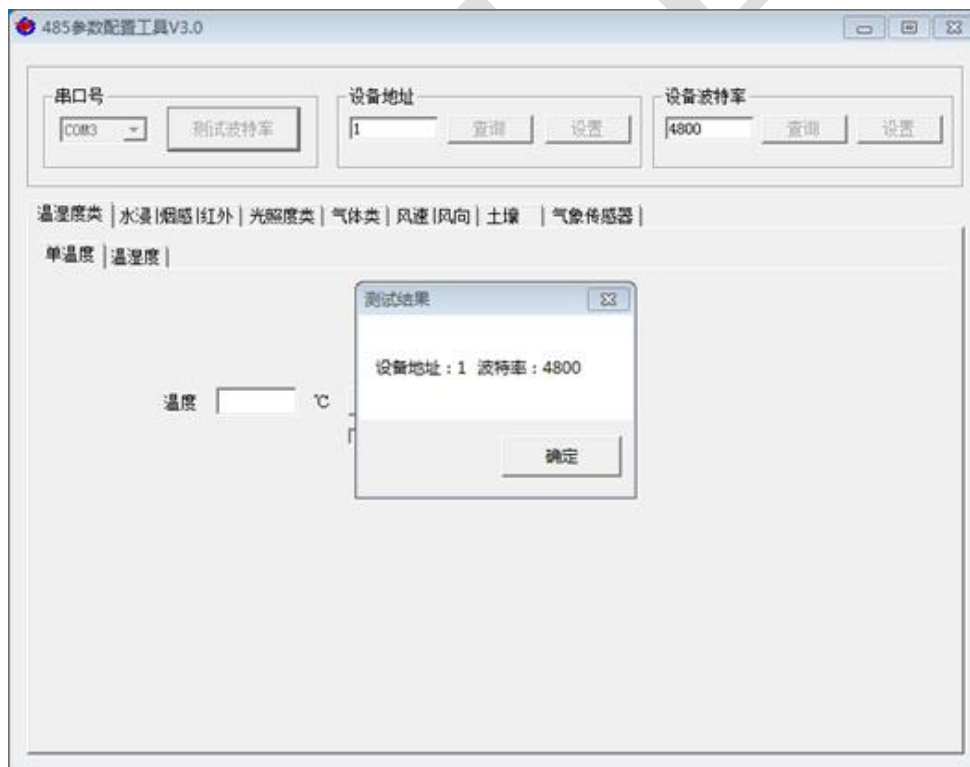 485参数配置工具V3.0
串口号
设备地址
设备波特率
COM3
测试波特率
1
查询
设置
4800
查询
设置
温湿度类
水浸|烟感|红外
光照度类
气体类
风速|风向
土壤
气象传感器
单温度
温湿度
测试结果
设备地址:1 波特率:4800
温度
℃
确定